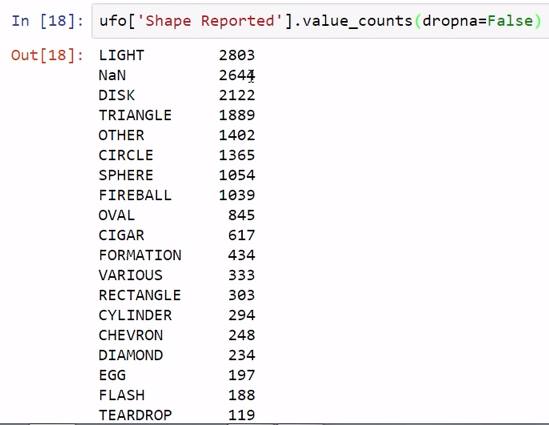 In [18]: ufo['Shape Reported'].value_counts(dropna=False)
Out[18]: LIGHT 2803
NaN 2644
DISK 2122
TRIANGLE 1889
OTHER 1402
CIRCLE 1365
SPHERE 1054
FIREBALL 1039
OVAL 845
CIGAR 617
FORMATION 434
VARIOUS 333
RECTANGLE 303
CYLINDER 294
CHEVRON 248
DIAMOND 234
EGG 197
FLASH 188
TEARDROP 119